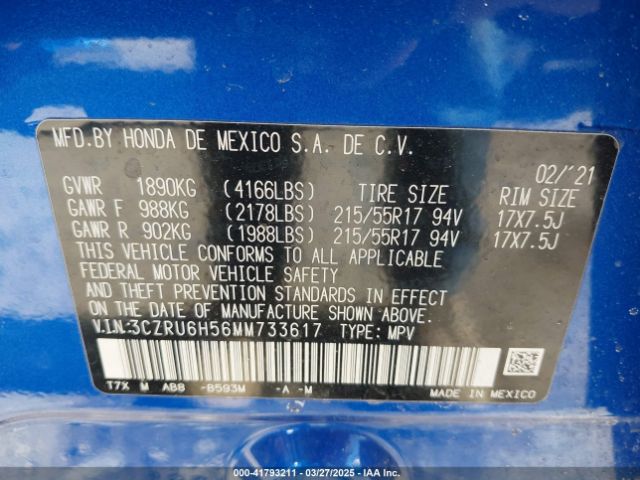 MFD.BY HONDA DE MEXICO S.A. DE C.V.
02/'21
GVWR 1890KG (4166LBS) TIRE SIZE RIM SIZE
GAWR F 988KG (2178LBS) 215/55R17 94V 17X7.5J
GAWR R 902KG (1988LBS) 215/55R17 94V 17X7.5J
THIS VEHICLE CONFORMS TO ALL APPLICABLE
FEDERAL MOTOR VEHICLE SAFETY
AND THEFT PREVENTION STANDARDS IN EFFECT
ON THE DATE OF MANUFACTURE SHOWN ABOVE.
V.I.N.:3CZRU6H56MM733617 TYPE: MPV
T7X M AB8 -B593M -A -M
MADE IN MEXICO
000-41793211 | 03/27/2025 | IAA Inc.